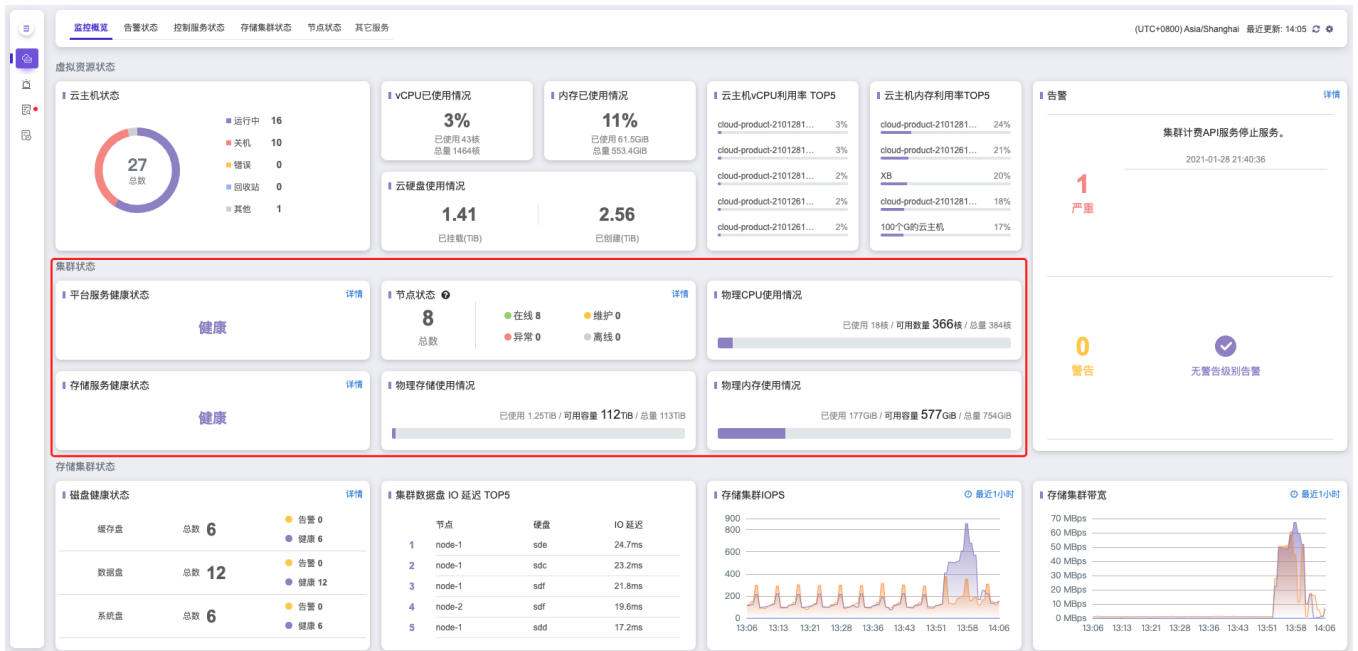 监控概览 告警状态 控制服务状态 存储集群状态 节点状态 其它服务
(UTC+0800) Asia/Shanghai 最近更新: 14:05
虚拟资源状态
云主机状态
27
总数
运行中 16
关机 10
错误 0
回收站 0
其他 1
vCPU已使用情况
3%
已使用 43核
总量 1464核
内存已使用情况
11%
已使用 61.5GiB
总量 553.4GiB
云硬盘使用情况
1.41
已挂载(TiB)
2.56
已创建(TiB)
云主机vCPU利用率 TOP5
cloud-product-2101281... 3%
cloud-product-2101281... 3%
cloud-product-2101281... 2%
cloud-product-2101261... 2%
cloud-product-2101261... 2%
云主机内存利用率TOP5
cloud-product-2101281... 24%
cloud-product-2101261... 21%
XB 20%
cloud-product-2101281... 18%
100个G的云主机 17%
告警 详情
1
严重
集群计费API服务停止服务。
2021-01-28 21:40:36
0
警告
无警告级别告警
集群状态
平台服务健康状态 详情
健康
节点状态 详情
8
总数
在线 8 维护 0
异常 0 离线 0
物理CPU使用情况
已使用 18核 / 可用数量 366核 / 总量 384核
存储服务健康状态 详情
健康
物理存储使用情况
已使用 1.25TiB / 可用容量 112TiB / 总量 113TiB
物理内存使用情况
已使用 177GiB / 可用容量 577GiB / 总量 754GiB
存储集群状态
磁盘健康状态 详情
缓存盘 总数 6
告警 0
健康 6
数据盘 总数 12
告警 0
健康 12
系统盘 总数 6
告警 0
健康 6
集群数据盘 IO 延迟 TOP5
节点 硬盘 IO 延迟
1 node-1 sde 24.7ms
2 node-1 sdc 23.2ms
3 node-1 sdf 21.8ms
4 node-2 sdf 19.6ms
5 node-1 sdd 17.2ms
存储集群IOPS 最近1小时
900
800
600
400
200
0
13:06 13:13 13:21 13:28 13:36 13:43 13:51 13:58 14:06
存储集群带宽 最近1小时
70 MBps
60 MBps
50 MBps
40 MBps
30 MBps
20 MBps
10 MBps
0 MBps
13:06 13:13 13:21 13:28 13:36 13:43 13:51 13:58 14:06